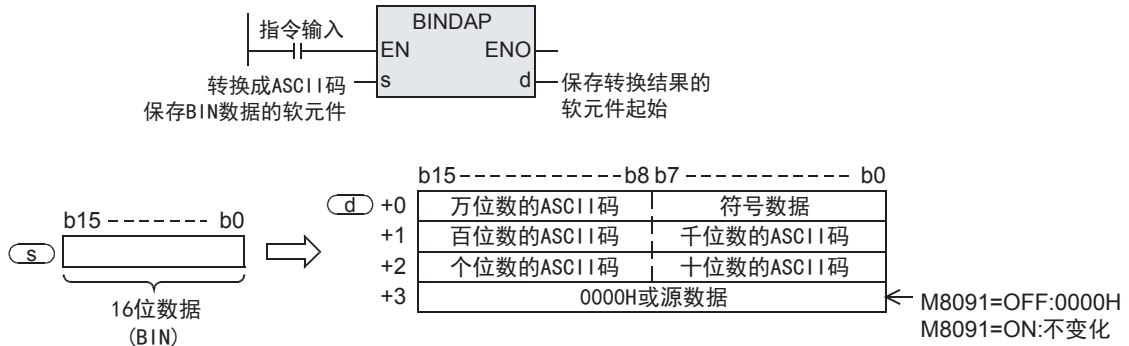 指令输入
BINDAP
EN ENO
转换成ASCII码
保存BIN数据的软元件
s d
保存转换结果的
软元件起始
b15 b0
s
16位数据
(BIN)
b15 b8 b7 b0
d +0 万位数的ASCII码 符号数据
+1 百位数的ASCII码 千位数的ASCII码
+2 个位数的ASCII码 十位数的ASCII码
+3 0000H或源数据
M8091=OFF:0000H
M8091=ON:不变化